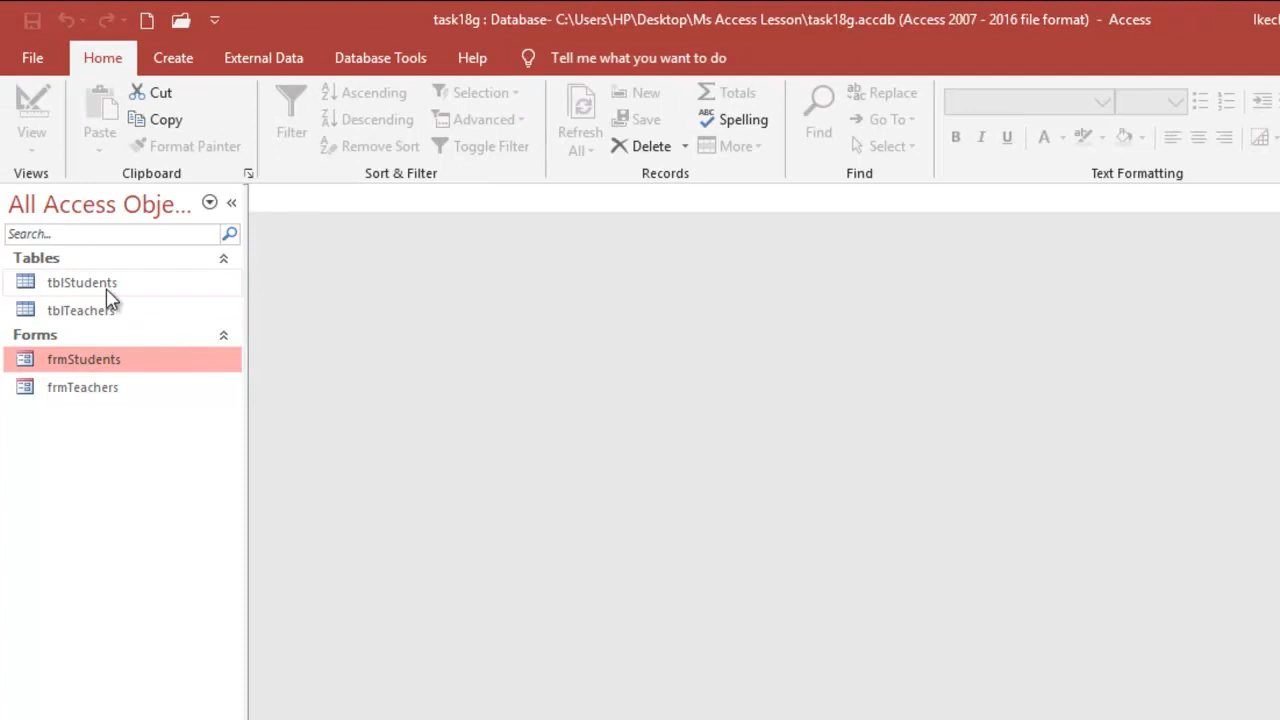 task18g : Database- C:\Users\HP\Desktop\Ms Access Lesson\task18g.accdb (Access 2007 - 2016 file format) - Access
File Home Create External Data Database Tools Help Tell me what you want to do
View
Views
Paste
Cut
Copy
Format Painter
Clipboard
Filter
Ascending
Descending
Remove Sort
Selection
Advanced
Toggle Filter
Sort & Filter
Refresh
All
New
Save
Delete
Totals
Spelling
More
Records
Find
Replace
Go To
Select
Find
B I U A
Text Formatting
All Access Obje...
Search...
Tables
tblStudents
tblTeachers
Forms
frmStudents
frmTeachers